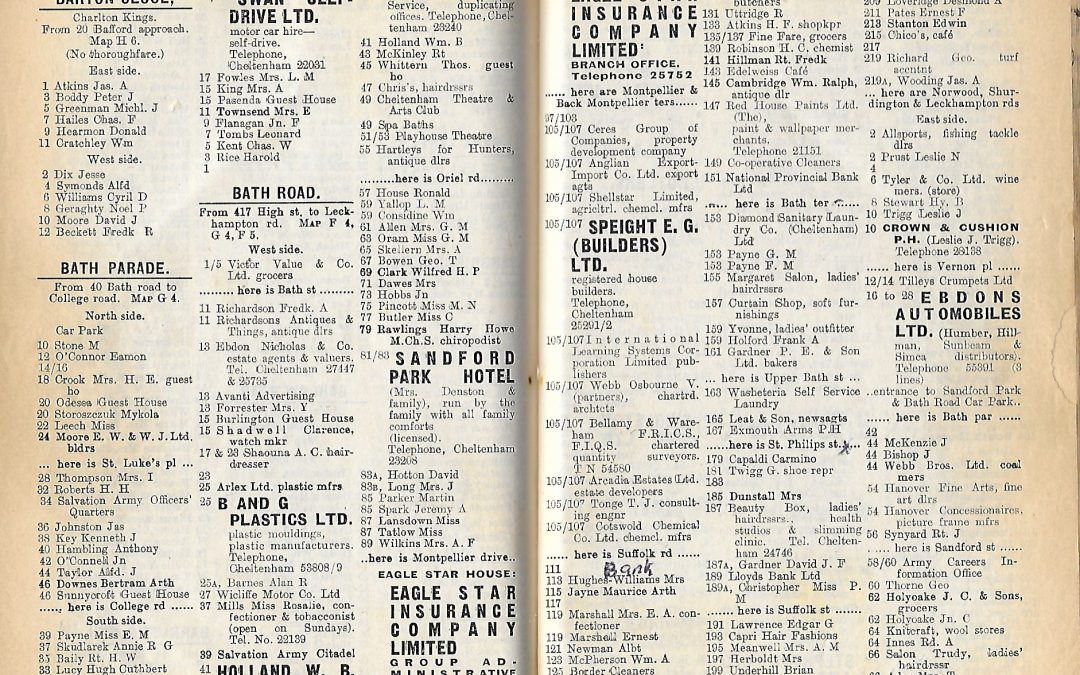 BARTON CLOSE,
Charlton Kings.
From 20 Bafford approach.
Map H 6.
(No thoroughfare.)
East side.
1 Atkins Jas. A
3 Boddy Peter J
5 Greenman Michl. J
7 Hailes Chas. F
9 Hearmon Donald
11 Cratchley Wm
West side.
2 Dix Jesse
4 Symonds Alfd
6 Williams Cyril D
8 Geraghty Noel P
10 Moore David J
12 Beckett Fredk R
BATH PARADE.
From 40 Bath road to
College road. MAP G 4.
North side.
Car Park
10 Stone M
12 O'Connor Eamon
14/16
18 Crook Mrs. H. E. guest
ho
20 Odessa Guest House
20 Storoszczuk Mykola
22 Leech Miss
24 Moore E. W. & W. J. Ltd.
bldrs
... here is St. Luke's pl ...
28 Thompson Mrs. I
32 Roberts H. H
34 Salvation Army Officers'
Quarters
36 Johnston Jas
38 Key Kenneth J
40 Hambling Anthony
42 O'Connell Jn
44 Taylor Alfd. J
46 Downes Bertram Arth
46 Sunnycroft Guest House
...... here is College rd ......
South side.
39 Payne Miss E. M
37 Skudlarek Annie R G
35 Baily Rt. H. W
33 Lucy Hugh Cuthbert
SWAN SELF-
DRIVE LTD.
motor car hire—
self-drive.
Telephone,
Cheltenham 22031
17 Fowles Mrs. L. M
15 King Mrs. A
15 Pasenda Guest House
11 Townsend Mrs. E
9 Flanagan Jn. F
7 Tombs Leonard
5 Kent Chas. W
3 Rice Harold
1
BATH ROAD.
From 417 High st. to Leck-
hampton rd. MAP F 4,
G 4, F 5.
West side.
1/5 Victor Value & Co.
Ltd. grocers
......... here is Bath st .........
11 Richardson Fredk. A
11 Richardsons Antiques &
Things, antique dlrs
13 Ebdon Nicholas & Co.
estate agents & valuers.
Tel. Cheltenham 27447
& 25735
13 Avanti Advertising
13 Forrester Mrs. Y
15 Burlington Guest House
15 Shadwell Clarence,
watch mkr
17 & 23 Shaouna A. C. hair-
dresser
23
25 Arlex Ltd. plastic mfrs
25 B AND G
PLASTICS LTD.
plastic mouldings,
plastic manufacturers.
Telephone,
Cheltenham 53808/9
25A, Barnes Alan R
27 Wicliffe Motor Co. Ltd
37 Mills Miss Rosalie, con-
fectioner & tobacconist
(open on Sundays).
Tel. No. 22139
39 Salvation Army Citadel
41 HOLLAND W. B.
Service, duplicating
offices. Telephone, Chel-
tenham 23240
41 Holland Wm. B
43 McKinley Rt
45 Whittern Thos. guest
ho
47 Chris's, hairdssrs
49 Cheltenham Theatre &
Arts Club
49 Spa Baths
51/53 Playhouse Theatre
55 Hartleys for Hunters,
antique dlrs
.........here is Oriel rd.........
57 House Ronald
59 Yallop L. M
59 Considine Wm
61 Allen Mrs. G. M
63 Oram Miss G. M
65 Skellern Mrs. A
67 Bowen Geo. T
69 Clark Wilfred H. P
71 Dawes Mrs
73 Hobbs Jn
75 Pincott Miss M. N
77 Butler Miss C
79 Rawlings Harry Howe
M.Ch.S. chiropodist
81/83 SANDFORD
PARK HOTEL
(Mrs. Denston &
family), run by the
family with all family
comforts
(licensed).
Telephone, Cheltenham
23208
83A, Hotton David
83B, Long Mrs. J
85 Parker Martin
85 Spark Jeremy A
87 Lansdown Miss
87 Tatlow Miss
89 Wilkins Mrs. A. F
..here is Montpellier drive..
EAGLE STAR HOUSE:
EAGLE STAR
INSURANCE
COMPANY
LIMITED
GROUP AD-
MINISTRATIVE
EAGLE STAR
INSURANCE
COMPANY
LIMITED:
BRANCH OFFICE.
Telephone 25752
...... here are Montpellier &
Back Montpellier ters......
97/103
105/107 Ceres Group of
Companies, property
development company
105/107 Anglian Export-
Import Co. Ltd. export
agts
105/107 Shellstar Limited,
agricltrl. chemcl. mfrs
105/107 SPEIGHT E. G.
(BUILDERS)
LTD.
registered house
builders.
Telephone,
Cheltenham
25291/2
105/107 International
Learning Systems Cor-
poration Limited pub-
lishers
105/107 Webb Osbourne V.
(partners), chartrd.
archtcts
105/107 Bellamy & Ware-
ham F.R.I.C.S.,
F.I.Q.S. chartered
quantity surveyors.
T N 54580
105/107 Arcadia Estates (Ltd.
estate developers
105/107 Tonge T. J. consult-
ing engnr
105/107 Cotswold Chemical
Co. Ltd. chemcl. mfrs
...... here is Suffolk rd ......
111 Bank
113 Hughes-Williams Mrs
115 Jayne Maurice Arth
117
119 Marshall Mrs. E. A. con-
fectioner
119 Marshall Ernest
121 Newman Albt
123 McPherson Wm. A
125 Border Cleaners
butchers
131 Uttridge R
133 Atkins H. F. shopkpr
135/137 Fine Fare, grocers
139 Robinson H. C. chemist
141 Hillman Rt. Fredk
143 Edelweiss Café
145 Cambridge Wm. Ralph,
antique dlr
147 Red House Paints Ltd.
(The),
paint & wallpaper mer-
chants.
Telephone 21151
149 Co-operative Cleaners
151 National Provincial Bank
Ltd
...... here is Bath ter ......
153 Diamond Sanitary Laun-
dry Co. (Cheltenham)
Ltd
153 Payne G. M
153 Payne F. M
155 Margaret Salon, ladies'
hairdressrs
157 Curtain Shop, soft fur-
nishings
159 Yvonne, ladies' outfitter
159 Holford Frank A
161 Gardner P. E. & Son
Ltd. bakers
... here is Upper Bath st ...
163 Washeteria Self Service
Laundry
165 Leat & Son, newsagts
167 Exmouth Arms P.H
......here is St. Philips st......
179 Capaldi Carmino
181 Twigg G. shoe repr
183
185 Dunstall Mrs
187 Beauty Box, ladies'
hairdrssrs., health
studios & slimming
clinic. Tel. Chelten-
ham 24746
187A, Gardner David J. F
189 Lloyds Bank Ltd
189A, Christopher Miss P.
M
......... here is Suffolk st .........
191 Lawrence Edgar G
193 Capri Hair Fashions
195 Meanwell Mrs. A. M
197 Herboldt Mrs
199 Underhill Brian
209 Loveridge Desmond A
211 Pates Ernest F
213 Stanton Edwin
215 Chico's, café
217
219 Richard Geo. turf
accntnt
219A, Wooding Jas. A
... here are Norwood, Shur-
dington & Leckhampton rds
East side.
2 Allsports, fishing tackle
dlrs
2 Prust Leslie N
4
6 Tyler & Co. Ltd. wine
mers. (store)
8 Stewart Hy. B
10 Trigg Leslie J
10 CROWN & CUSHION
P.H. (Leslie J. Trigg).
Telephone 28138
...... here is Vernon pl ......
12/14 Tilleys Crumpets Ltd
16 to 28 EBDONS
AUTOMOBILES
LTD. (Humber, Hill-
man, Sunbeam &
Simca distributors).
Telephone 55391 (3
lines)
..entrance to Sandford Park
& Bath Road Car Park..
...... here is Bath par ......
42
44 McKenzie J
44 Bishop J
44 Webb Bros. Ltd. coal
mers
54 Hanover Fine Arts, fine
art dlrs
54 Hanover Concessionaires,
picture frame mfrs
56 Synyard Rt. J
...... here is Sandford st ......
58/60 Army Careers In-
formation Office
60 Thorne Geo
62 Holyoake J. C. & Sons,
grocers
62 Holyoake Jn. C
64 Knitcraft, wool stores
64 Innes Rd. A
66 Salon Trudy, ladies'
hairdrssr